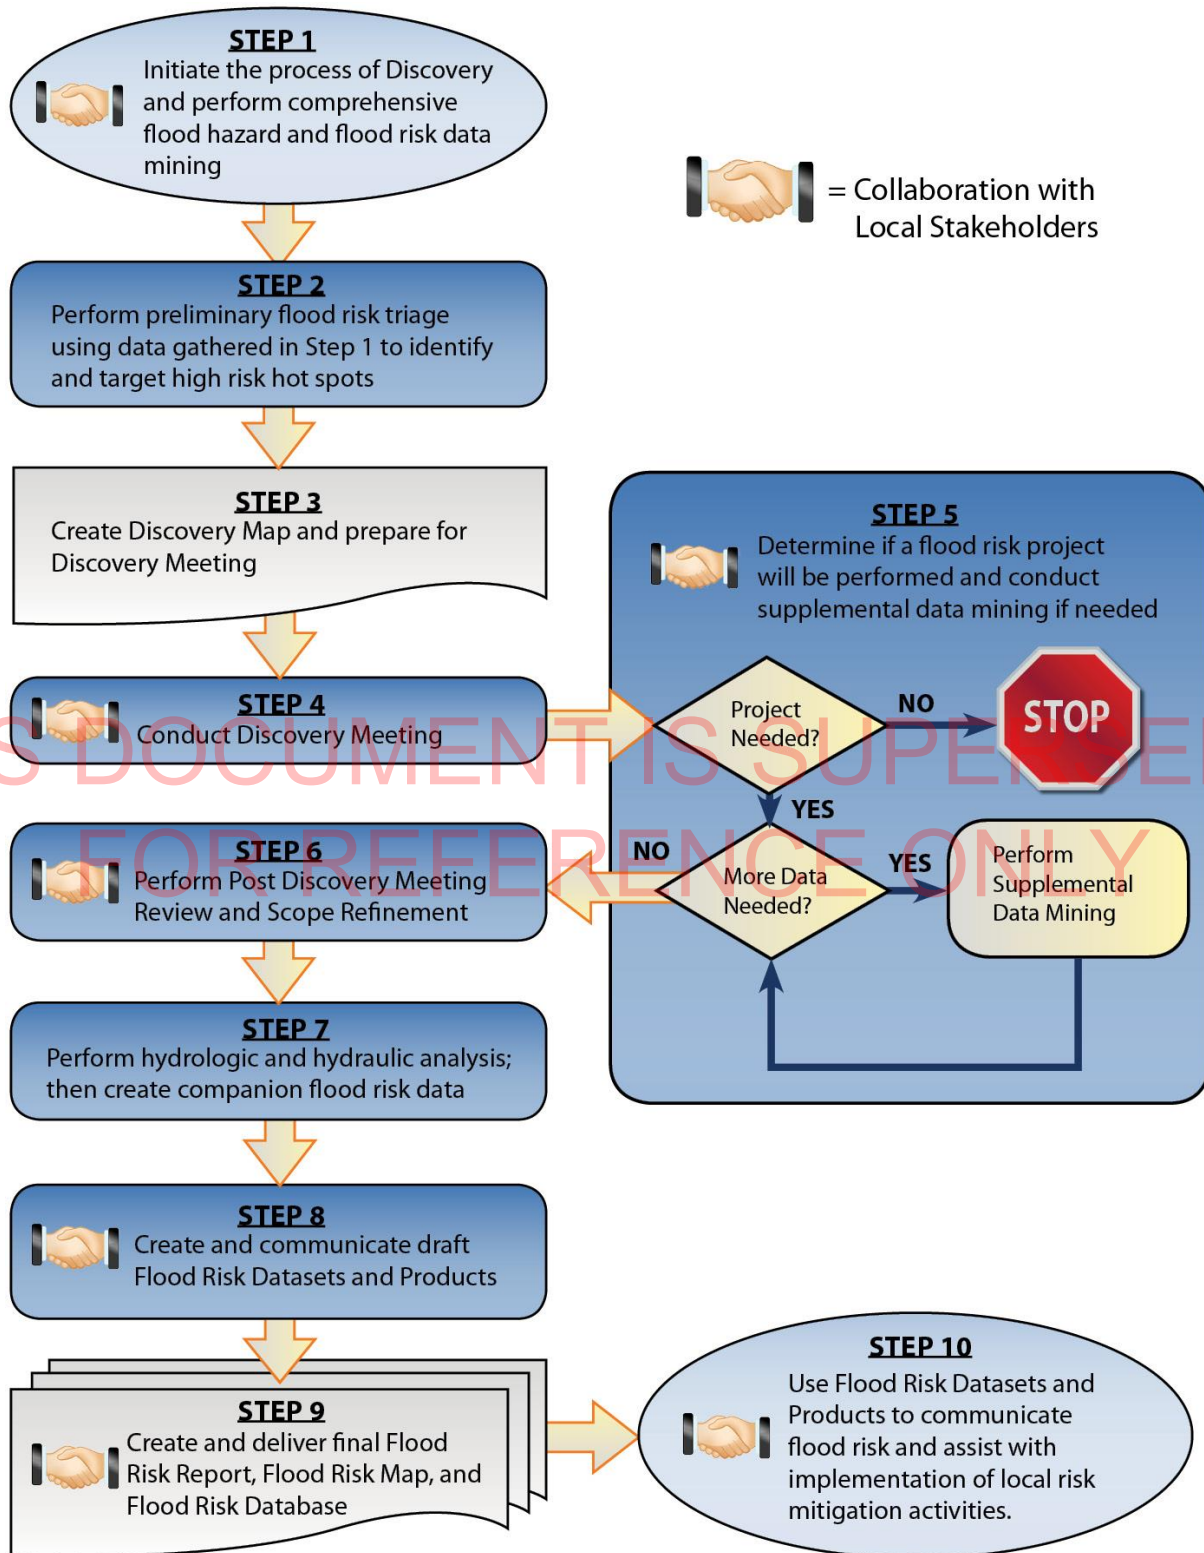 STEP 1
Initiate the process of Discovery
and perform comprehensive
flood hazard and flood risk data
mining
= Collaboration with
Local Stakeholders
STEP 2
Perform preliminary flood risk triage
using data gathered in Step 1 to identify
and target high risk hot spots
STEP 3
Create Discovery Map and prepare for
Discovery Meeting
STEP 4
Conduct Discovery Meeting
STEP 5
Determine if a flood risk project
will be performed and conduct
supplemental data mining if needed
Project
Needed?
NO
STOP
YES
More Data
Needed?
NO
YES
Perform
Supplemental
Data Mining
S DOCUMENT IS SUPERSE
FOR REFERENCE ONLY
STEP 6
Perform Post Discovery Meeting
Review and Scope Refinement
STEP 7
Perform hydrologic and hydraulic analysis;
then create companion flood risk data
STEP 8
Create and communicate draft
Flood Risk Datasets and Products
STEP 9
Create and deliver final Flood
Risk Report, Flood Risk Map, and
Flood Risk Database
STEP 10
Use Flood Risk Datasets and
Products to communicate
flood risk and assist with
implementation of local risk
mitigation activities.